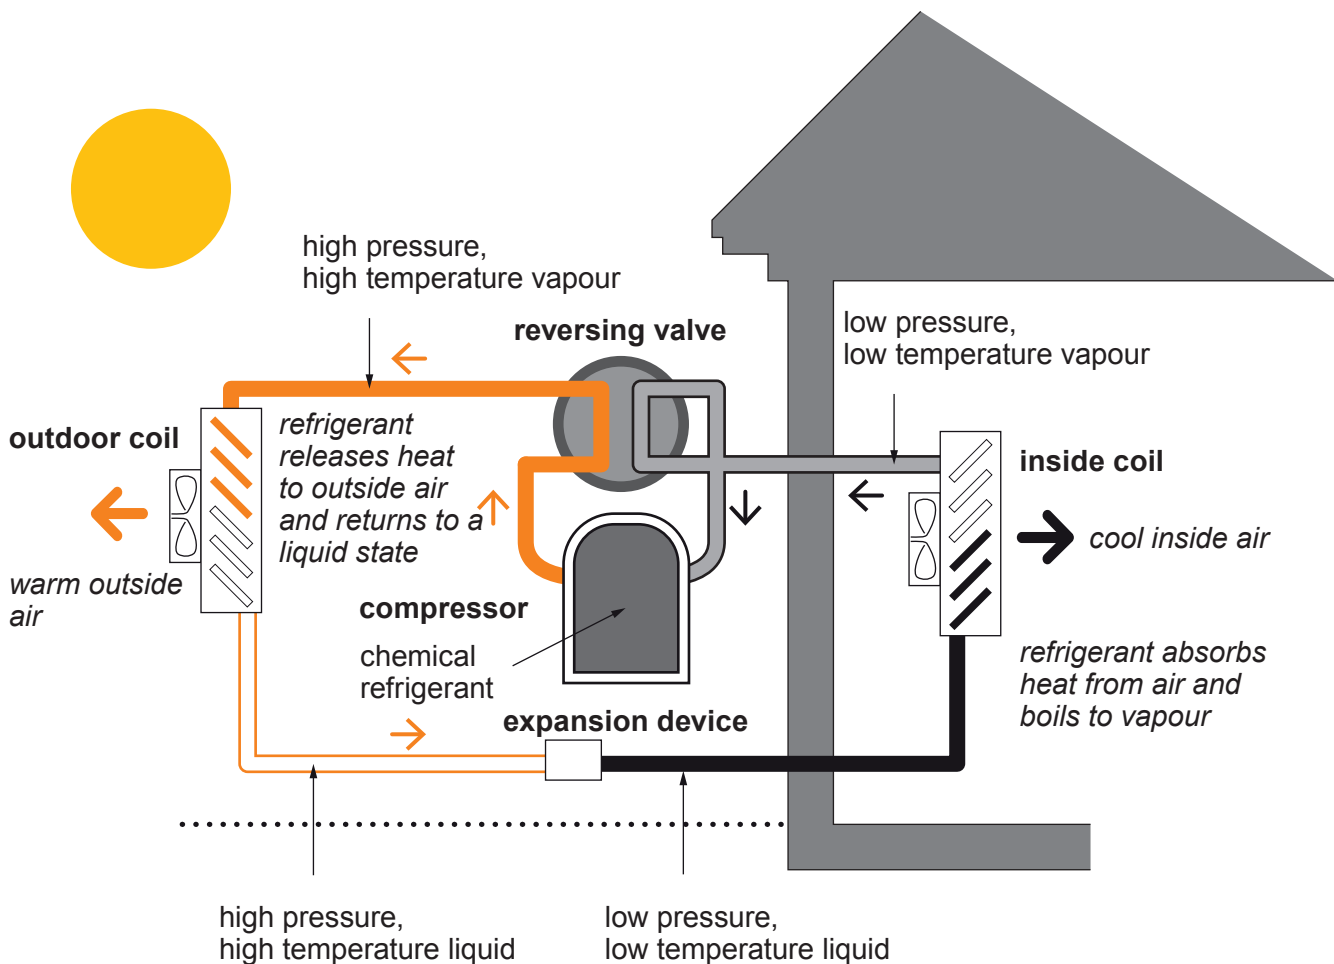 high pressure,
high temperature vapour
reversing valve
low pressure,
low temperature vapour
outdoor coil
refrigerant
releases heat
to outside air
and returns to a
liquid state
inside coil
cool inside air
warm outside
air
compressor
chemical
refrigerant
refrigerant absorbs
heat from air and
boils to vapour
expansion device
high pressure,
high temperature liquid
low pressure,
low temperature liquid